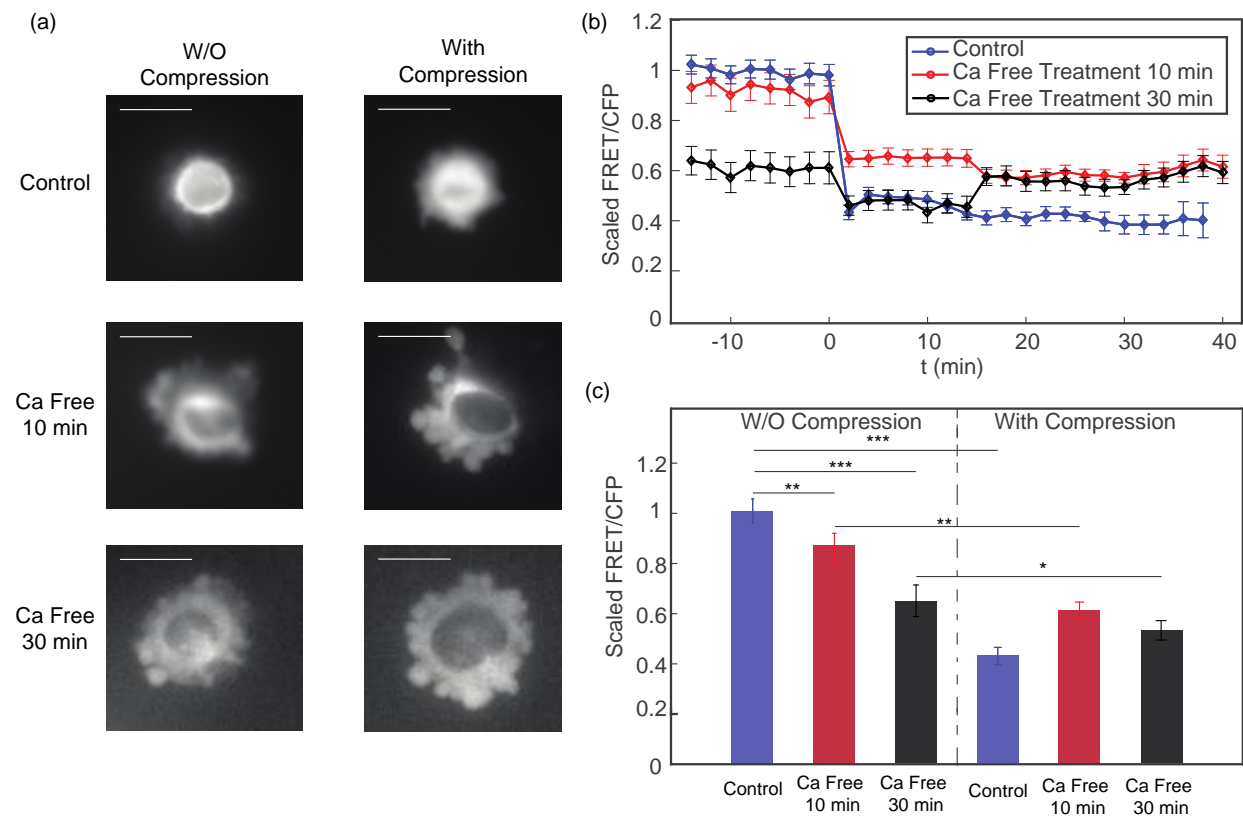 (a)
W/O
Compression
With
Compression
Control
Ca Free
10 min
Ca Free
30 min
(b)
1.2
1
0.8
0.6
0.4
0.2
0
Scaled FRET/CFP
Control
Ca Free Treatment 10 min
Ca Free Treatment 30 min
-10
0
10
20
30
40
t (min)
(c)
W/O Compression
With Compression
***
***
**
**
*
1.2
1
0.8
0.6
0.4
0.2
0
Scaled FRET/CFP
Control
Ca Free
10 min
Ca Free
30 min
Control
Ca Free
10 min
Ca Free
30 min